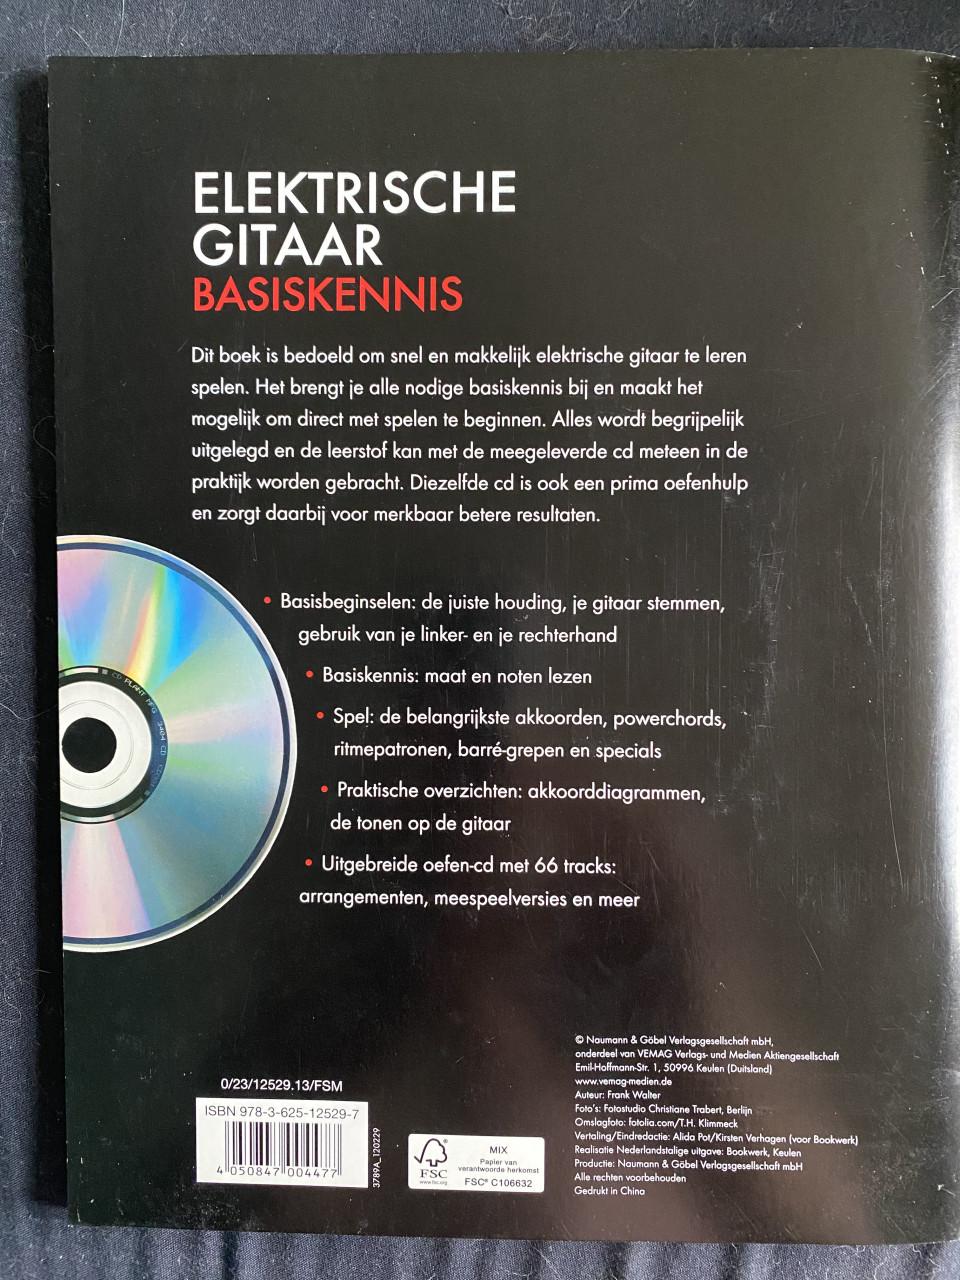 ELEKTRISCHE
GITAAR
BASISKENNIS
Dit boek is bedoeld om snel en makkelijk elektrische gitaar te leren
spelen. Het brengt je alle nodige basiskennis bij en maakt het
mogelijk om direct met spelen te beginnen. Alles wordt begrijpelijk
uitgelegd en de leerstof kan met de meegeleverde cd meteen in de
praktijk worden gebracht. Diezelfde cd is ook een prima oefenhulp
en zorgt daarbij voor merkbaar betere resultaten.
• Basisbeginselen: de juiste houding, je gitaar stemmen,
gebruik van je linker- en je rechterhand
• Basiskennis: maat en noten lezen
• Spel: de belangrijkste akkoorden, powerchords,
ritmepatronen, barré-grepen en specials
• Praktische overzichten: akkoorddiagrammen,
de tonen op de gitaar
• Uitgebreide oefen-cd met 66 tracks:
arrangementen, meespeelversies en meer
CD PLANT MFG
© Naumann & Göbel Verlagsgesellschaft mbH,
onderdeel van VEMAG Verlags- und Medien Aktiengesellschaft
Emil-Hoffmann-Str. 1, 50996 Keulen (Duitsland)
www.vemag-medien.de
Auteur: Frank Walter
Foto's: Fotostudio Christiane Trabert, Berlijn
Omslagfoto: fotolia.com/T.H. Klimmeck
Vertaling/Eindredactie: Alida Pot/Kirsten Verhagen (voor Bookwerk)
Realisatie Nederlandstalige uitgave: Bookwerk, Keulen
Productie: Naumann & Göbel Verlagsgesellschaft mbH
Alle rechten voorbehouden
Gedrukt in China
0/23/12529.13/FSM
ISBN 978-3-625-12529-7
4 050847 004477
3789A_120229
FSC
www.fsc.org
MIX
Papier van
verantwoorde herkomst
FSC® C106632